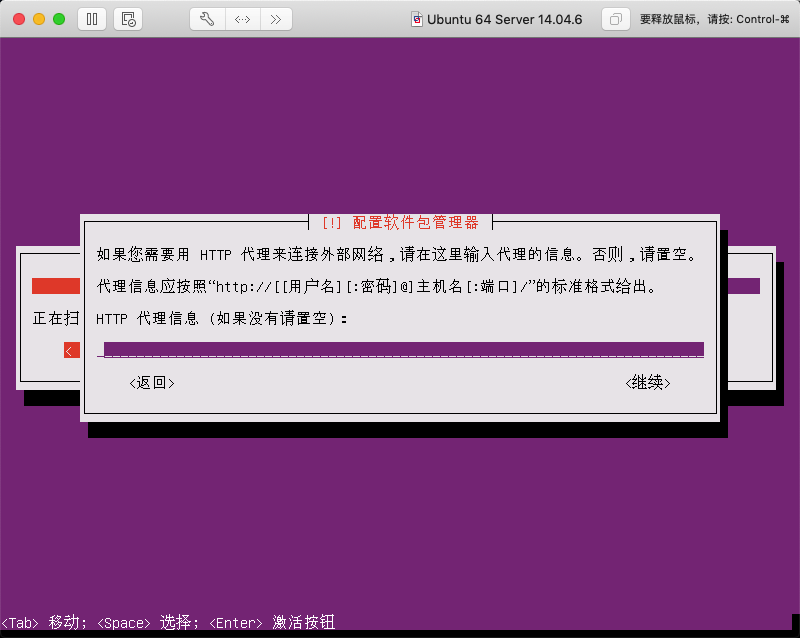 Ubuntu 64 Server 14.04.6
要释放鼠标，请按: Control-⌘
[!] 配置软件包管理器
如果您需要用 HTTP 代理来连接外部网络，请在这里输入代理的信息。否则，请置空。
代理信息应按照“http://[[用户名][:密码]@]主机名[:端口]/”的标准格式给出。
正在扫
HTTP 代理信息 (如果没有请置空)：
<
<返回>
<继续>
<Tab> 移动; <Space> 选择; <Enter> 激活按钮